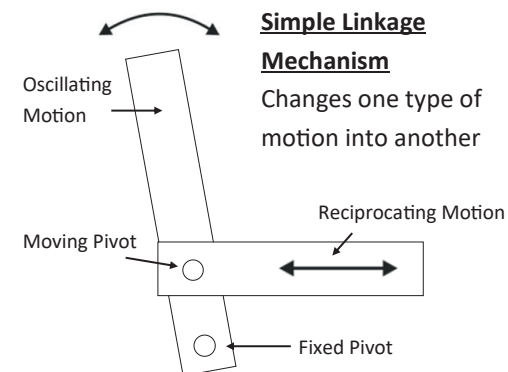 Simple Linkage
Mechanism
Changes one type of
motion into another
Oscillating
Motion
Reciprocating Motion
Moving Pivot
Fixed Pivot